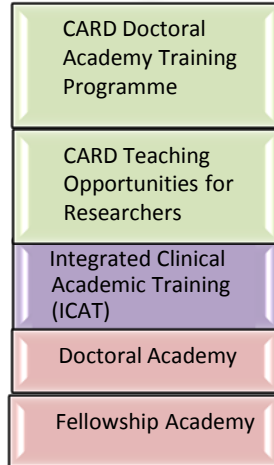 CARD Doctoral
Academy Training
Programme
CARD Teaching
Opportunities for
Researchers
Integrated Clinical
Academic Training
(ICAT)
Doctoral Academy
Fellowship Academy